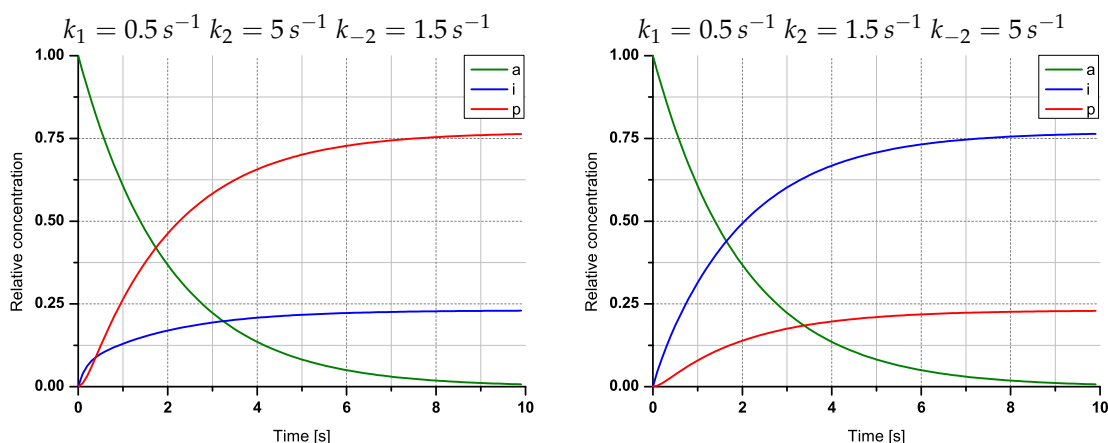 k₁ = 0.5 s⁻¹ k₂ = 5 s⁻¹ k₋₂ = 1.5 s⁻¹
1.00
0.75
0.50
0.25
0.00
Relative concentration
a
i
p
0 2 4 6 8 10
Time [s]
k₁ = 0.5 s⁻¹ k₂ = 1.5 s⁻¹ k₋₂ = 5 s⁻¹
1.00
0.75
0.50
0.25
0.00
Relative concentration
a
i
p
0 2 4 6 8 10
Time [s]